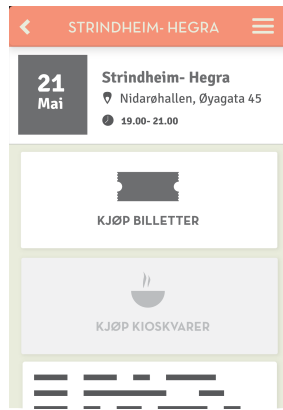 STRINDHEIM- HEGRA
21
Mai
Strindheim- Hegra
Nidarøhallen, Øyagata 45
19.00- 21.00
KJØP BILLETTER
KJØP KIOSKVARER